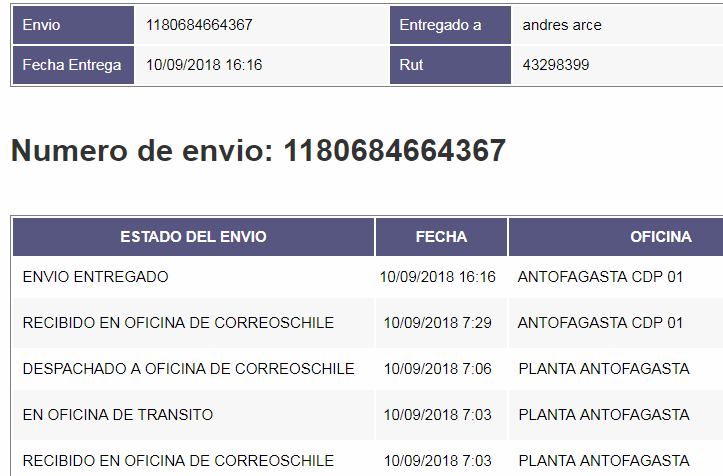 Envio 1180684664367 Entregado a andres arce
Fecha Entrega 10/09/2018 16:16 Rut 43298399
Numero de envio: 1180684664367
ESTADO DEL ENVIO FECHA OFICINA
ENVIO ENTREGADO 10/09/2018 16:16 ANTOFAGASTA CDP 01
RECIBIDO EN OFICINA DE CORREOSCHILE 10/09/2018 7:29 ANTOFAGASTA CDP 01
DESPACHADO A OFICINA DE CORREOSCHILE 10/09/2018 7:06 PLANTA ANTOFAGASTA
EN OFICINA DE TRANSITO 10/09/2018 7:03 PLANTA ANTOFAGASTA
RECIBIDO EN OFICINA DE CORREOSCHILE 10/09/2018 7:03 PLANTA ANTOFAGASTA